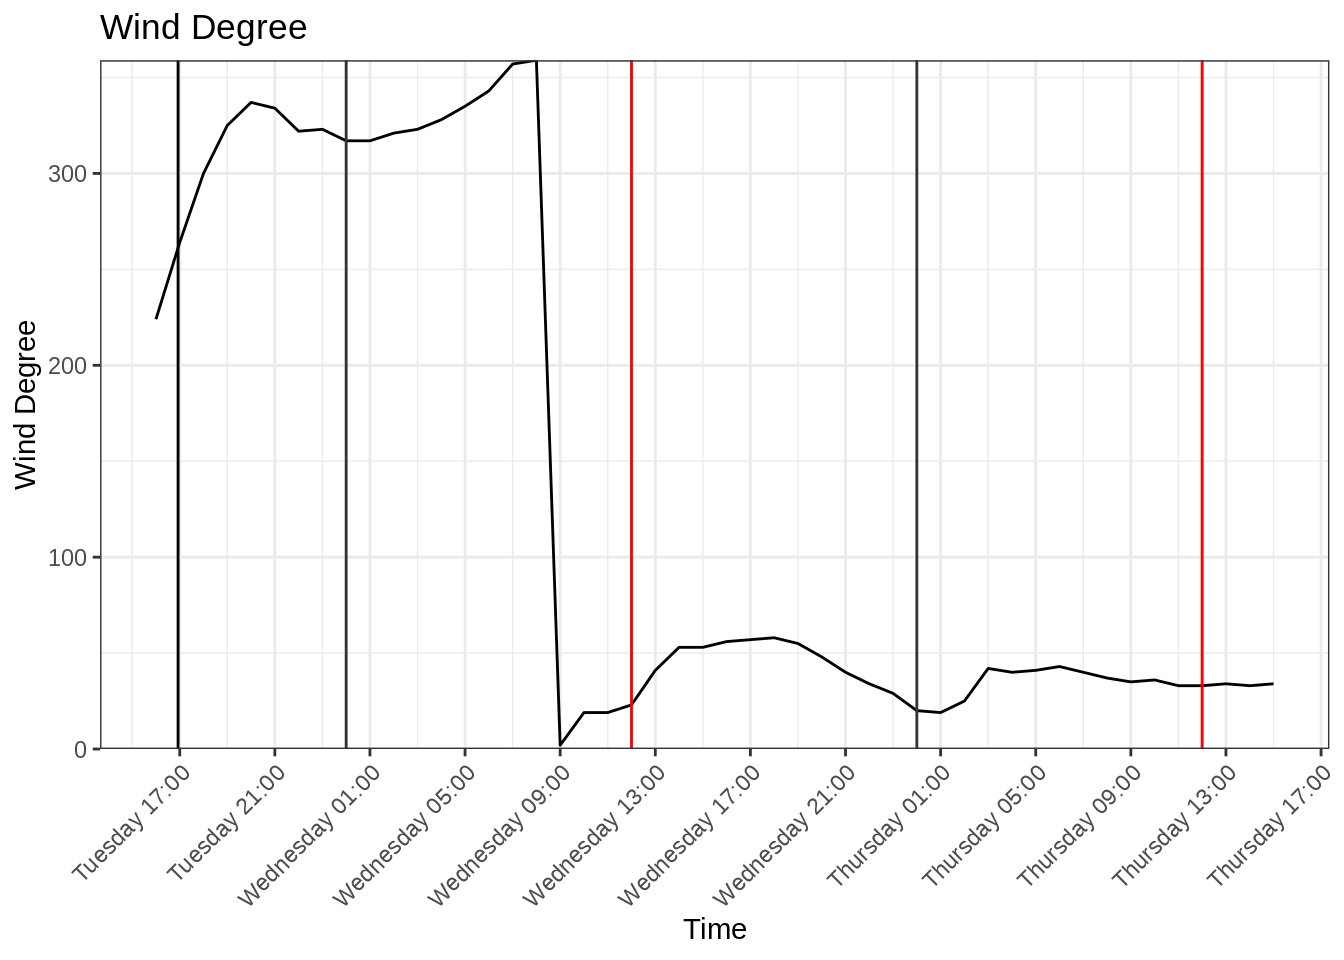 Wind Degree
Wind Degree
300
200
100
0
Tuesday 17:00
Tuesday 21:00
Wednesday 01:00
Wednesday 05:00
Wednesday 09:00
Wednesday 13:00
Wednesday 17:00
Wednesday 21:00
Thursday 01:00
Thursday 05:00
Thursday 09:00
Thursday 13:00
Thursday 17:00
Time